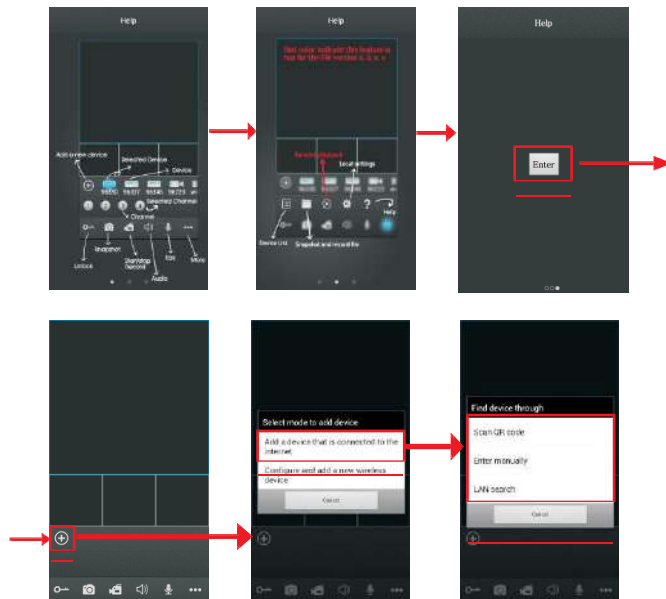 Help
Add a new device
Selected Device
Device
Selected Channel
Channel
Snapshot
Unlock
Start/stop
Record
Audio
Talk
More
Help
Red color indicate this feature is
Local settings
Help
Device List
Snapshot and record file
Help
Enter
Select mode to add device
Add a device that is connected to the
internet
Configure and add a new wireless
device
Cancel
Find device through
Scan QR code
Enter manually
LAN search
Cancel